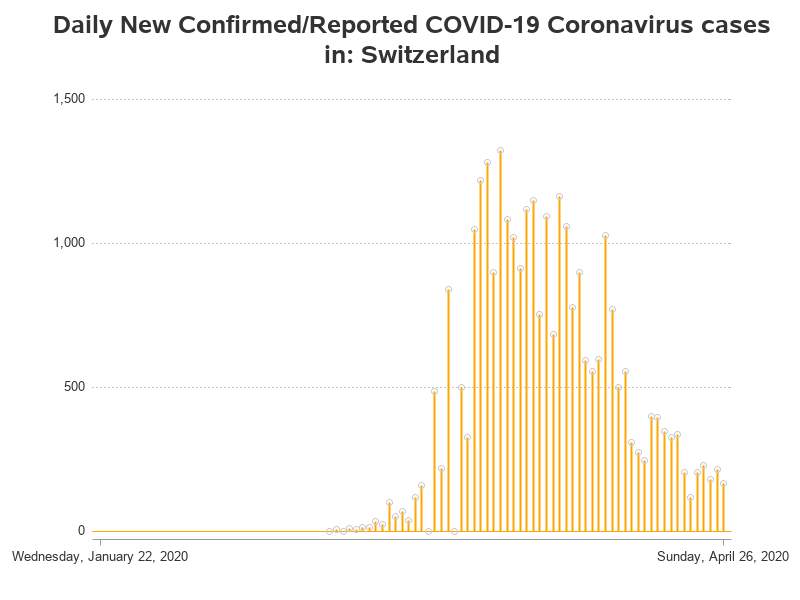 Daily New Confirmed/Reported COVID-19 Coronavirus cases
in: Switzerland
1,500
1,000
500
0
Wednesday, January 22, 2020
Sunday, April 26, 2020